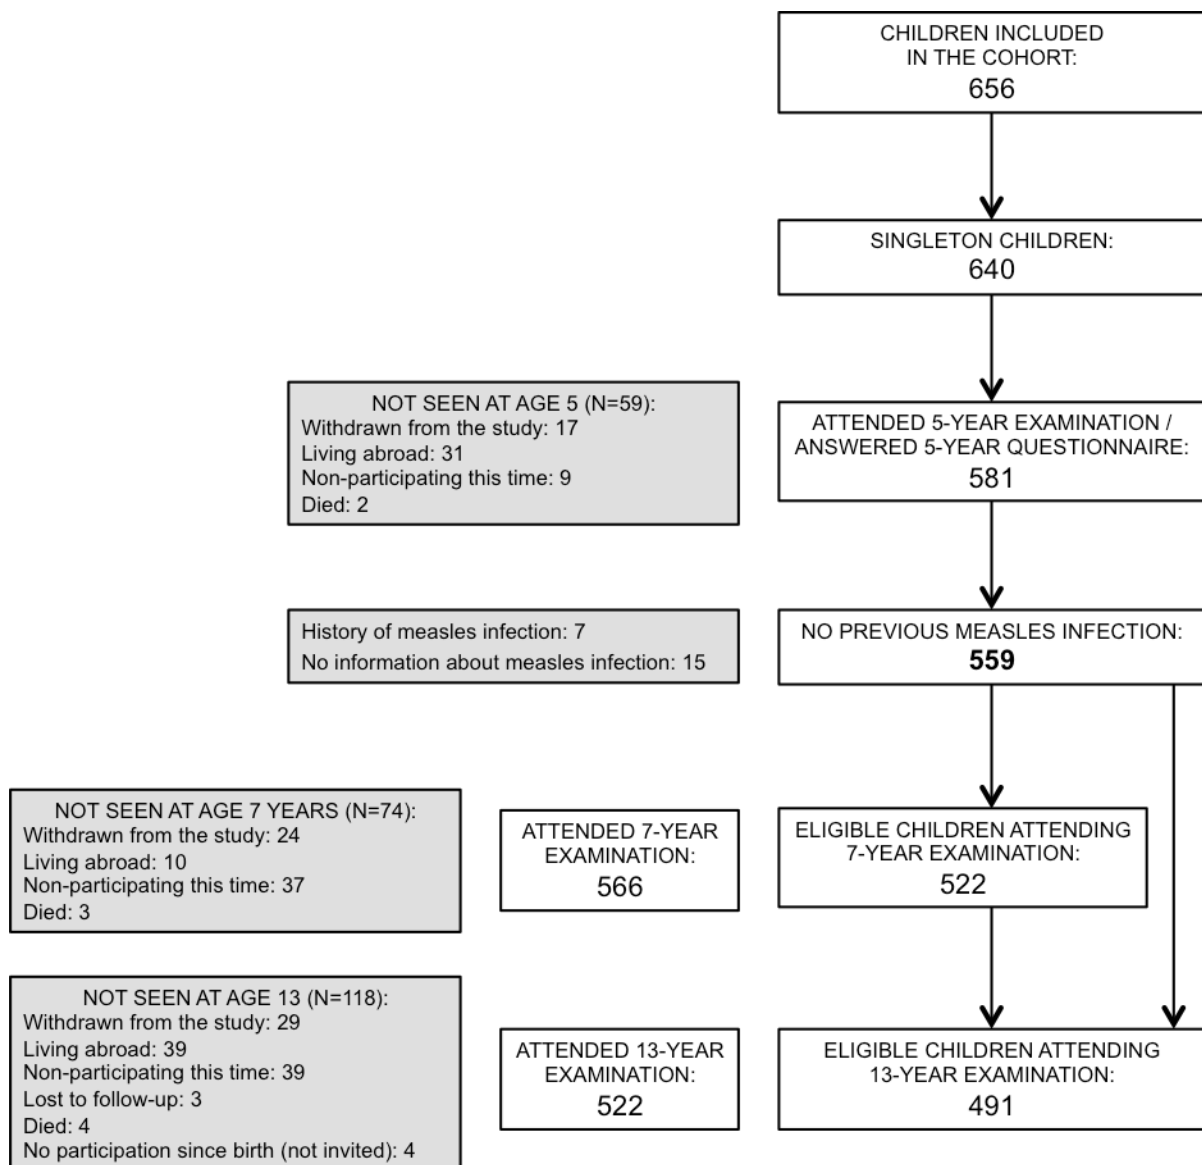 CHILDREN INCLUDED
IN THE COHORT:
656
SINGLETON CHILDREN:
640
NOT SEEN AT AGE 5 (N=59):
Withdrawn from the study: 17
Living abroad: 31
Non-participating this time: 9
Died: 2
ATTENDED 5-YEAR EXAMINATION /
ANSWERED 5-YEAR QUESTIONNAIRE:
581
History of measles infection: 7
No information about measles infection: 15
NO PREVIOUS MEASLES INFECTION:
559
NOT SEEN AT AGE 7 YEARS (N=74):
Withdrawn from the study: 24
Living abroad: 10
Non-participating this time: 37
Died: 3
ATTENDED 7-YEAR
EXAMINATION:
566
ELIGIBLE CHILDREN ATTENDING
7-YEAR EXAMINATION:
522
NOT SEEN AT AGE 13 (N=118):
Withdrawn from the study: 29
Living abroad: 39
Non-participating this time: 39
Lost to follow-up: 3
Died: 4
No participation since birth (not invited): 4
ATTENDED 13-YEAR
EXAMINATION:
522
ELIGIBLE CHILDREN ATTENDING
13-YEAR EXAMINATION:
491